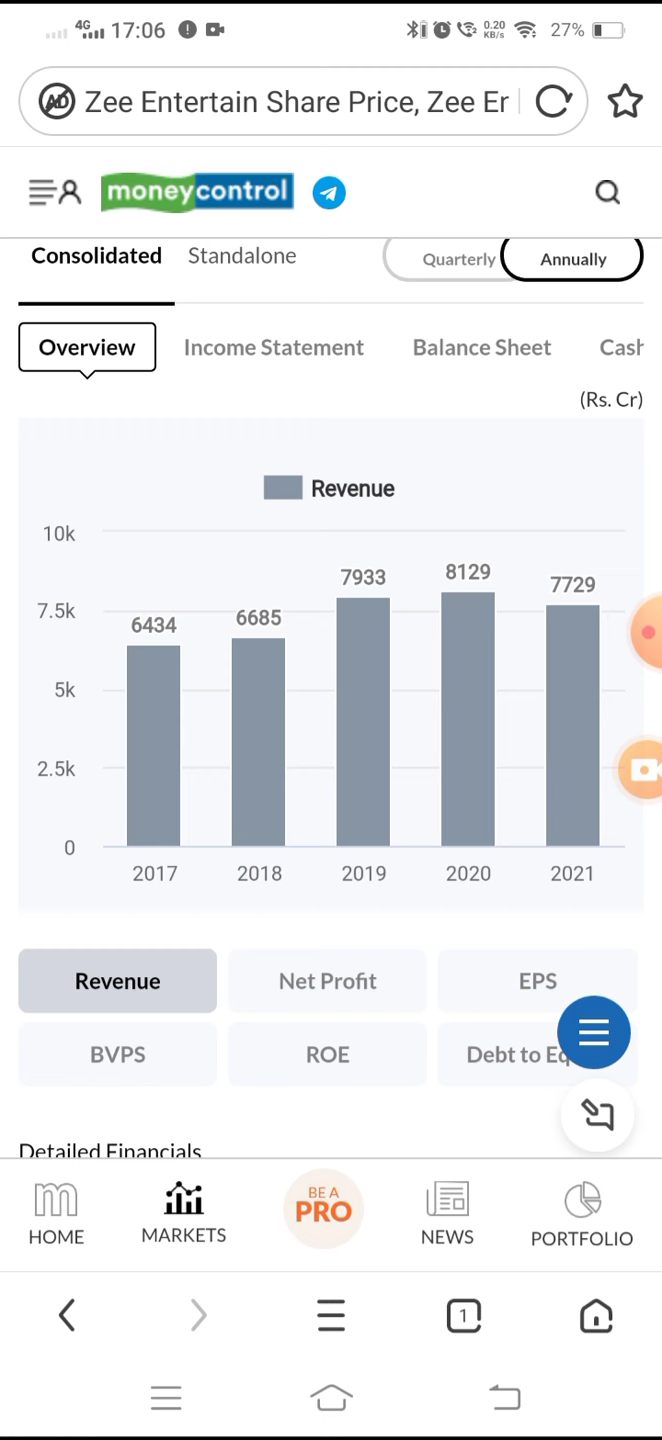 4G 17:06 0.20 KB/s 27%
AD Zee Entertain Share Price, Zee Er
moneycontrol
Consolidated Standalone Quarterly Annually
Overview Income Statement Balance Sheet Cash
(Rs. Cr)
Revenue
10k
7.5k
5k
2.5k
0
6434 6685 7933 8129 7729
2017 2018 2019 2020 2021
Revenue Net Profit EPS
BVPS ROE Debt to Eq
Detailed Financials
BE A
PRO
HOME MARKETS NEWS PORTFOLIO
1